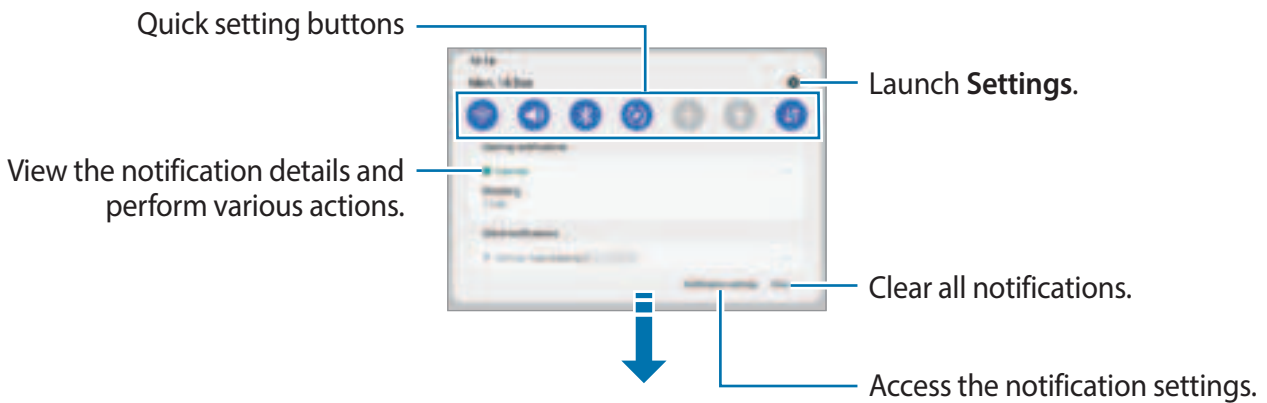 Quick setting buttons
Launch Settings.
View the notification details and
perform various actions.
Clear all notifications.
Access the notification settings.